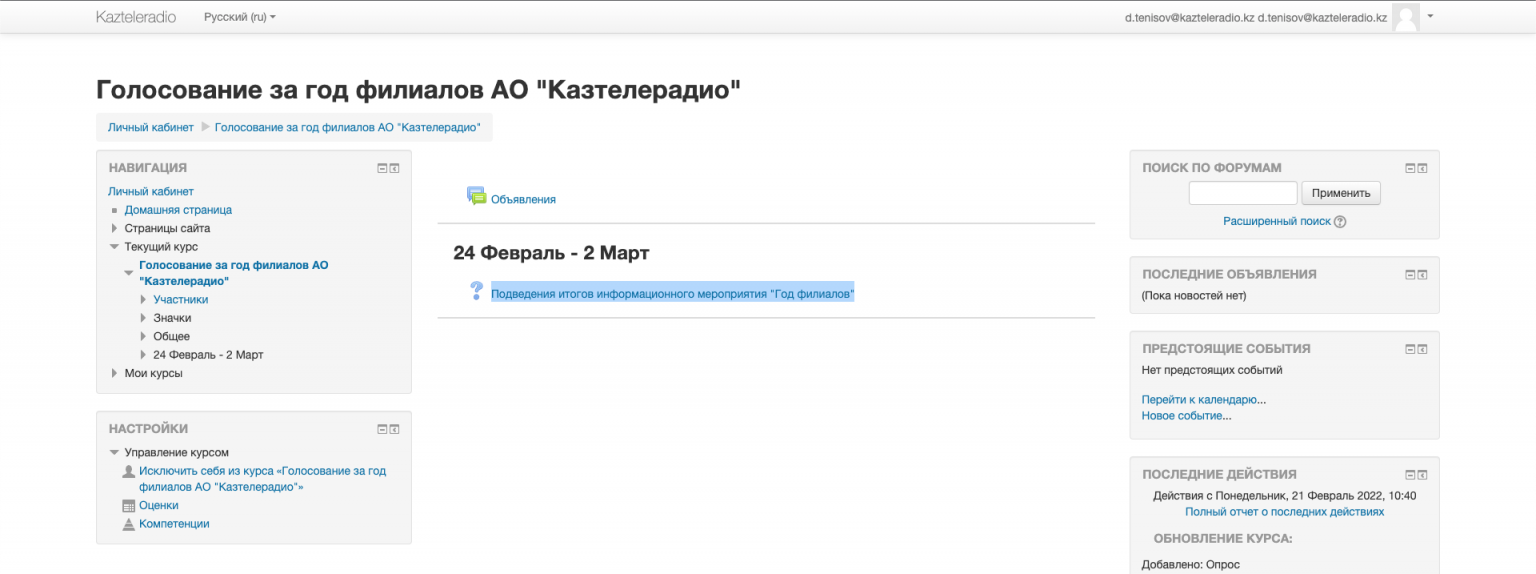 Kazteleradio Русский (ru) d.tenisov@kazteleradio.kz d.tenisov@kazteleradio.kz
Голосование за год филиалов АО "Казтелерадио"
Личный кабинет Голосование за год филиалов АО "Казтелерадио"
НАВИГАЦИЯ
Личный кабинет
Домашняя страница
Страницы сайта
Текущий курс
Голосование за год филиалов АО
"Казтелерадио"
Участники
Значки
Общее
24 Февраль - 2 Март
Мои курсы
НАСТРОЙКИ
Управление курсом
Исключить себя из курса «Голосование за год
филиалов АО "Казтелерадио"»
Оценки
Компетенции
Объявления
24 Февраль - 2 Март
Подведения итогов информационного мероприятия "Год филиалов"
ПОИСК ПО ФОРУМАМ
Применить
Расширенный поиск
ПОСЛЕДНИЕ ОБЪЯВЛЕНИЯ
(Пока новостей нет)
ПРЕДСТОЯЩИЕ СОБЫТИЯ
Нет предстоящих событий
Перейти к календарю...
Новое событие...
ПОСЛЕДНИЕ ДЕЙСТВИЯ
Действия с Понедельник, 21 Февраль 2022, 10:40
Полный отчет о последних действиях
ОБНОВЛЕНИЕ КУРСА:
Добавлено: Опрос